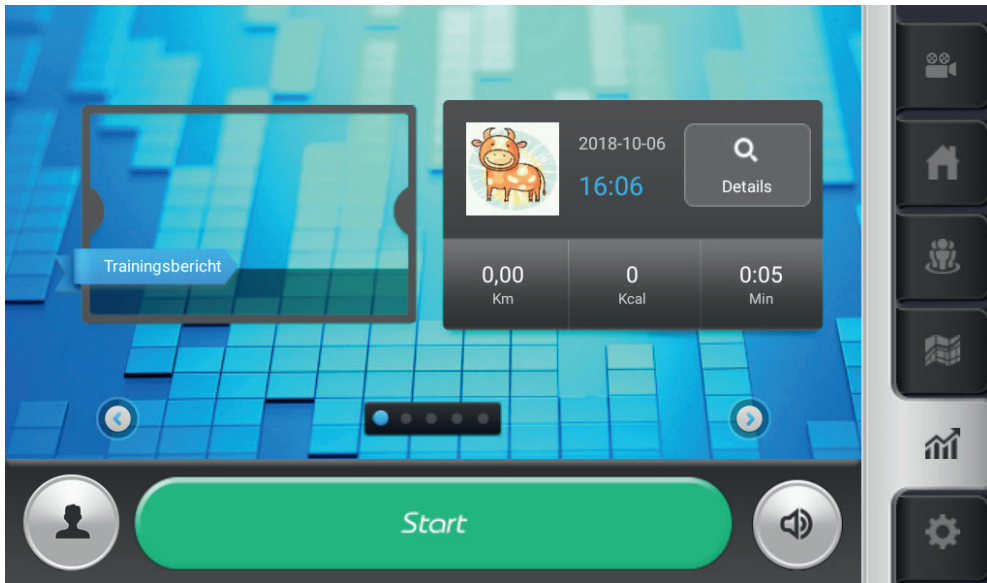 2018-10-06
16:06
Details
Trainingsbericht
0,00
Km
0
Kcal
0:05
Min
Start